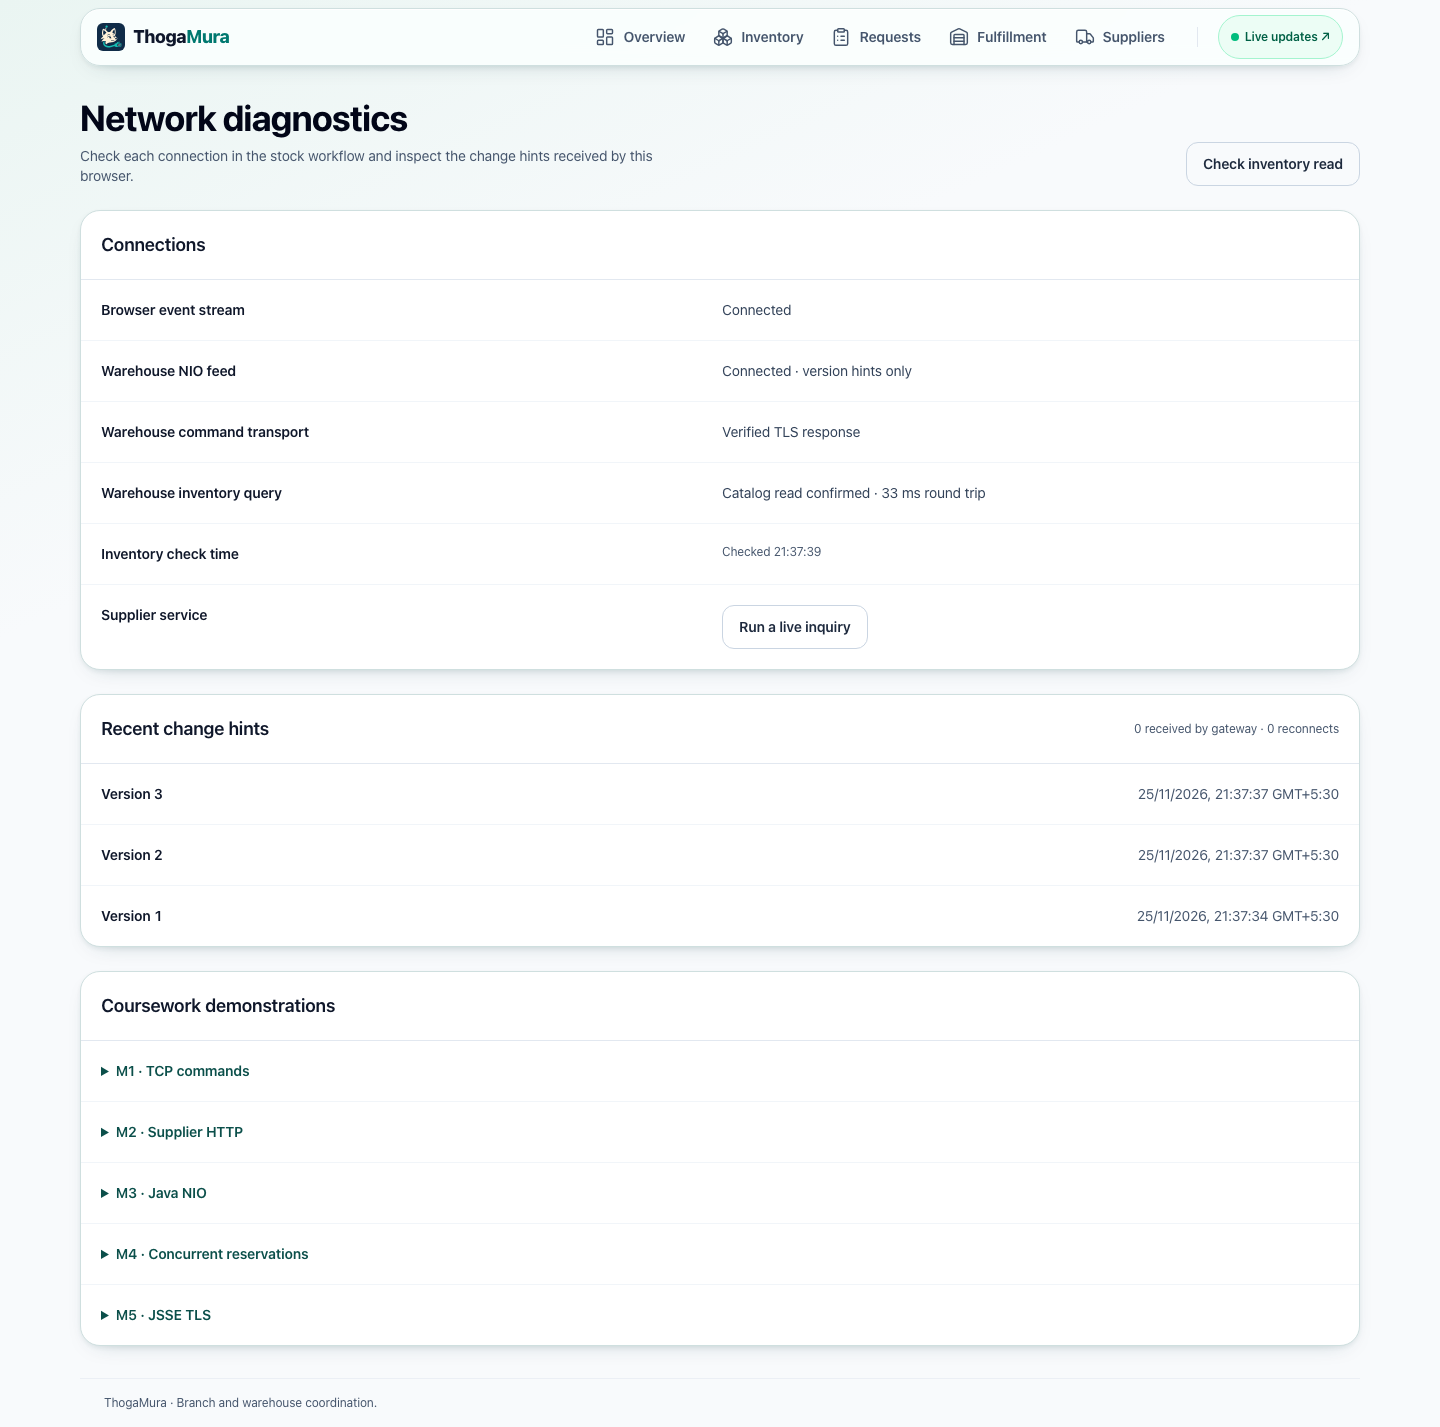 ThogaMura
Overview
Inventory
Requests
Fulfillment
Suppliers
Live updates ↗
Network diagnostics
Check each connection in the stock workflow and inspect the change hints received by this
browser.
Check inventory read
Connections
Browser event stream
Connected
Warehouse NIO feed
Connected · version hints only
Warehouse command transport
Verified TLS response
Warehouse inventory query
Catalog read confirmed · 33 ms round trip
Inventory check time
Checked 21:37:39
Supplier service
Run a live inquiry
Recent change hints
0 received by gateway · 0 reconnects
Version 3
25/11/2026, 21:37:37 GMT+5:30
Version 2
25/11/2026, 21:37:37 GMT+5:30
Version 1
25/11/2026, 21:37:34 GMT+5:30
Coursework demonstrations
M1 · TCP commands
M2 · Supplier HTTP
M3 · Java NIO
M4 · Concurrent reservations
M5 · JSSE TLS
ThogaMura · Branch and warehouse coordination.